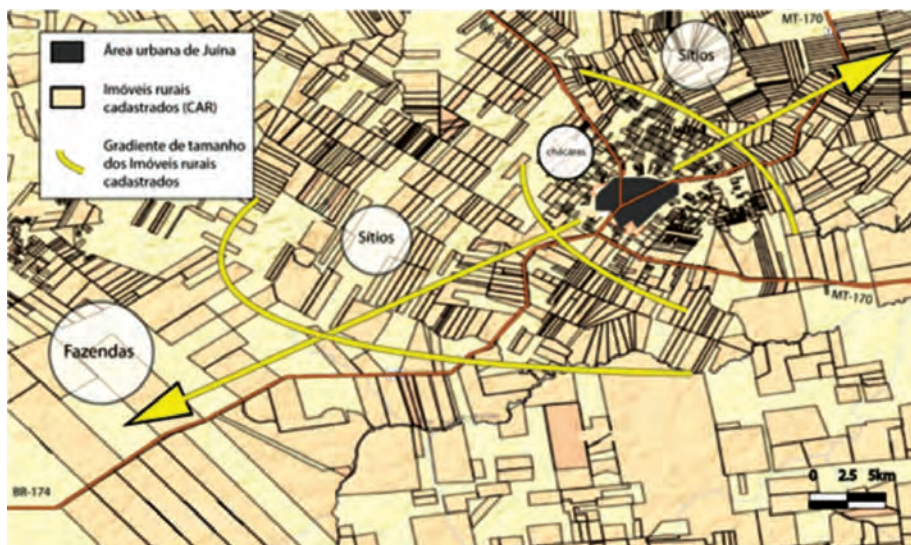 MT-170
Área urbana de Juína
Imóveis rurais
cadastrados (CAR)
Gradiente de tamanho
dos Imóveis rurais
cadastrados
Sítios
chácaras
Sítios
MT-170
Fazendas
0 2.5 5km
BR-174